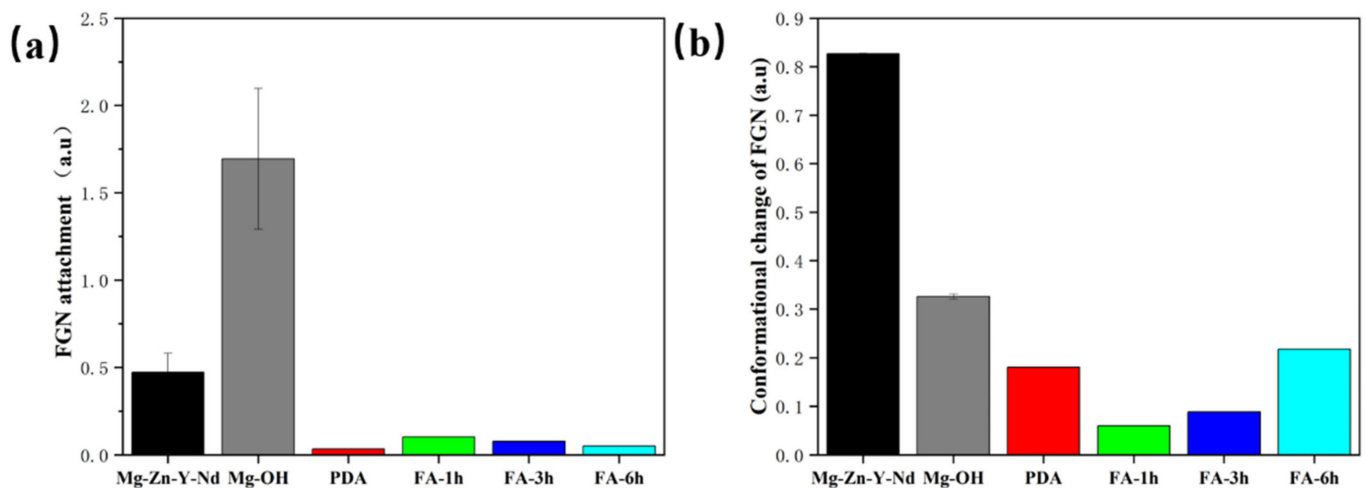 (a)
FGN attachment （a.u）
2.5
2.0
1.5
1.0
0.5
0.0
Mg-Zn-Y-Nd Mg-OH PDA FA-1h FA-3h FA-6h
(b)
Conformational change of FGN (a.u)
0.9
0.8
0.7
0.6
0.5
0.4
0.3
0.2
0.1
0.0
Mg-Zn-Y-Nd Mg-OH PDA FA-1h FA-3h FA-6h